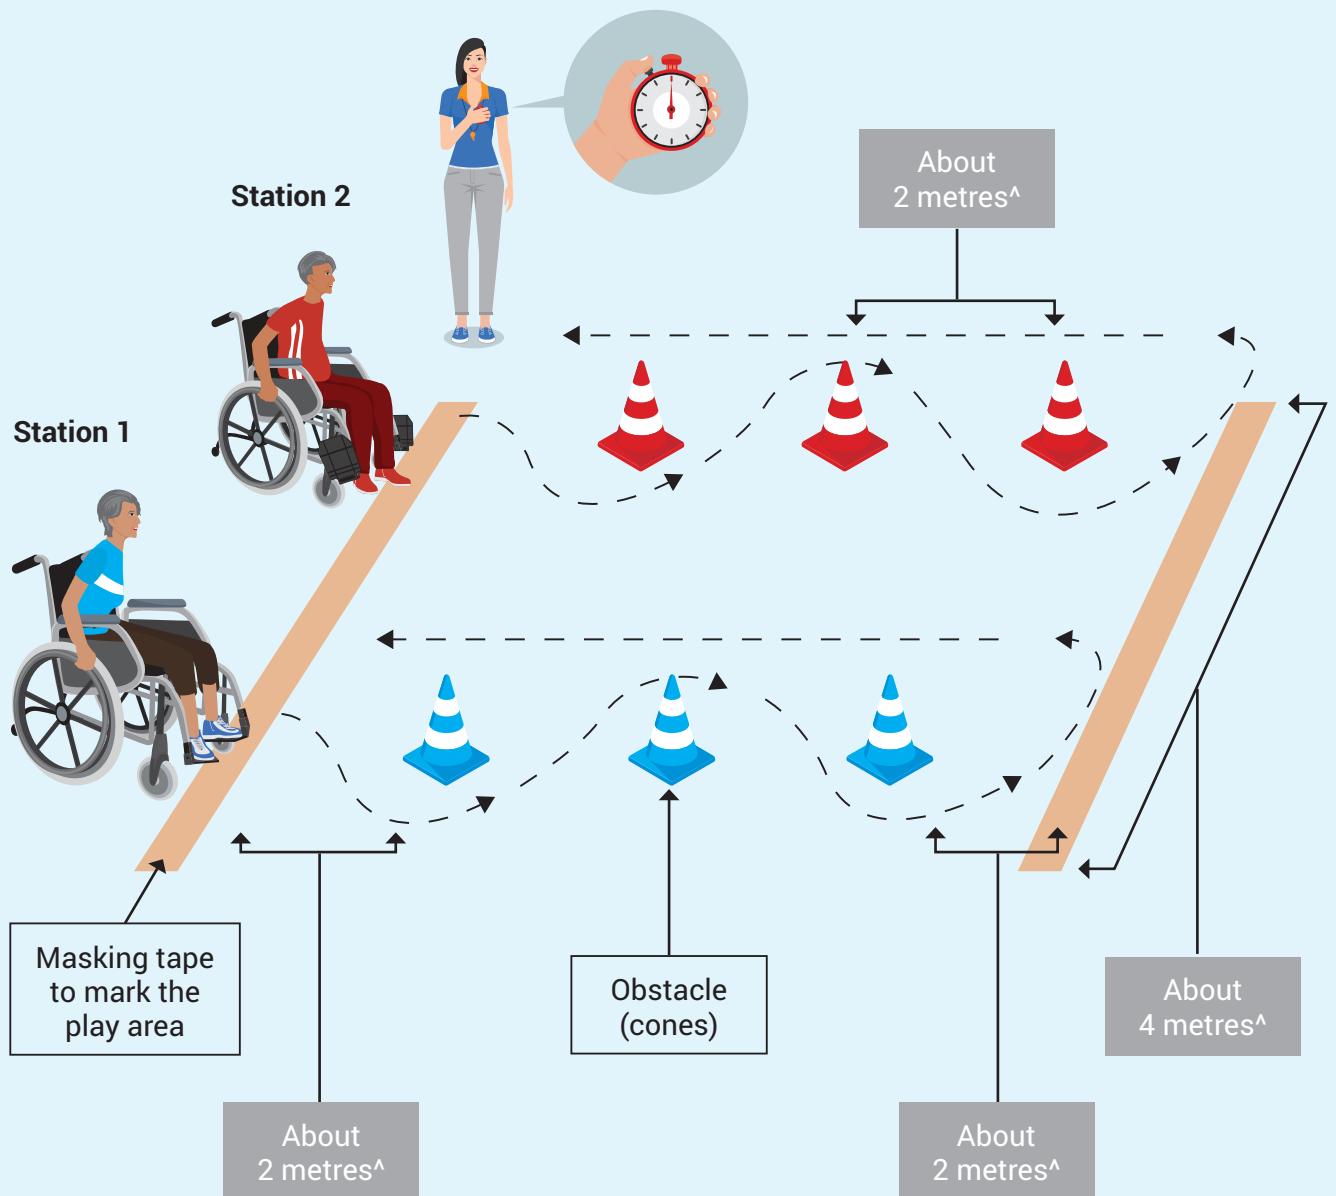 About
2 metres^
Station 2
Station 1
Masking tape
to mark the
play area
Obstacle
(cones)
About
4 metres^
About
2 metres^
About
2 metres^